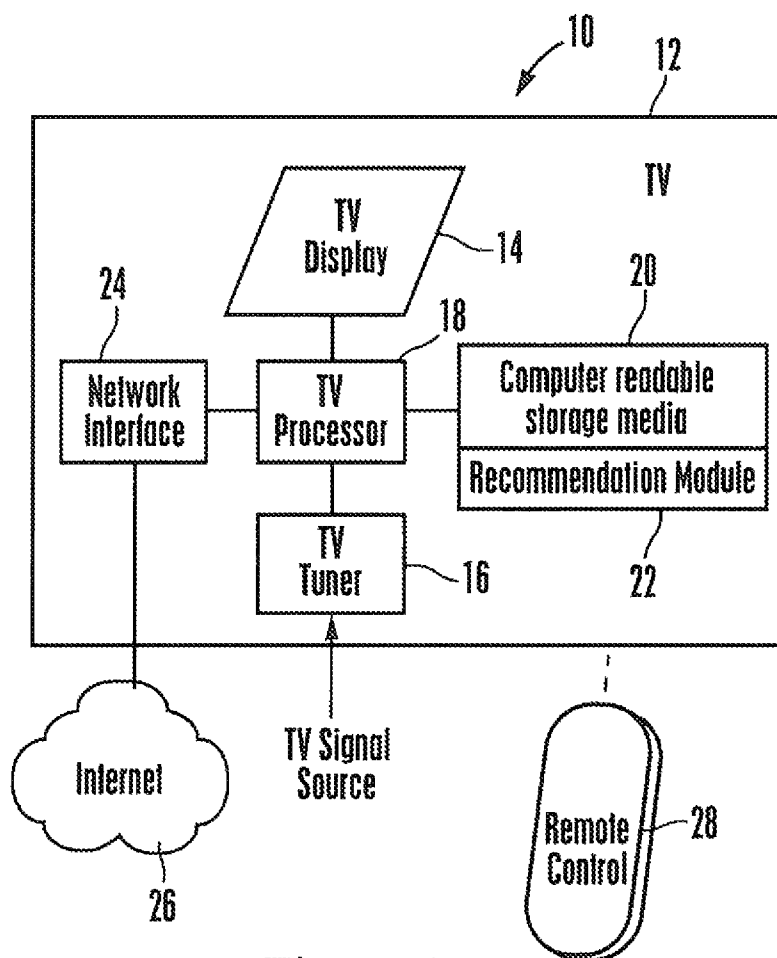 10
12
TV
TV
Display
14
24
18
20
Network
Interface
TV
Processor
Computer readable
storage media
Recommendation Module
TV
Tuner
16
22
Internet
TV Signal
Source
Remote
Control
28
26